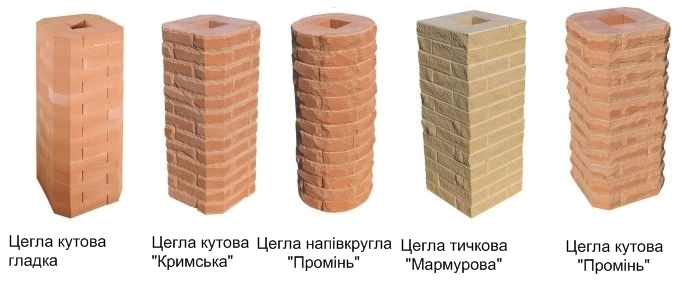 Цегла кутова
гладка
Цегла кутова
"Кримська"
Цегла напівкругла
"Промінь"
Цегла тичкова
"Мармурова"
Цегла кутова
"Промінь"